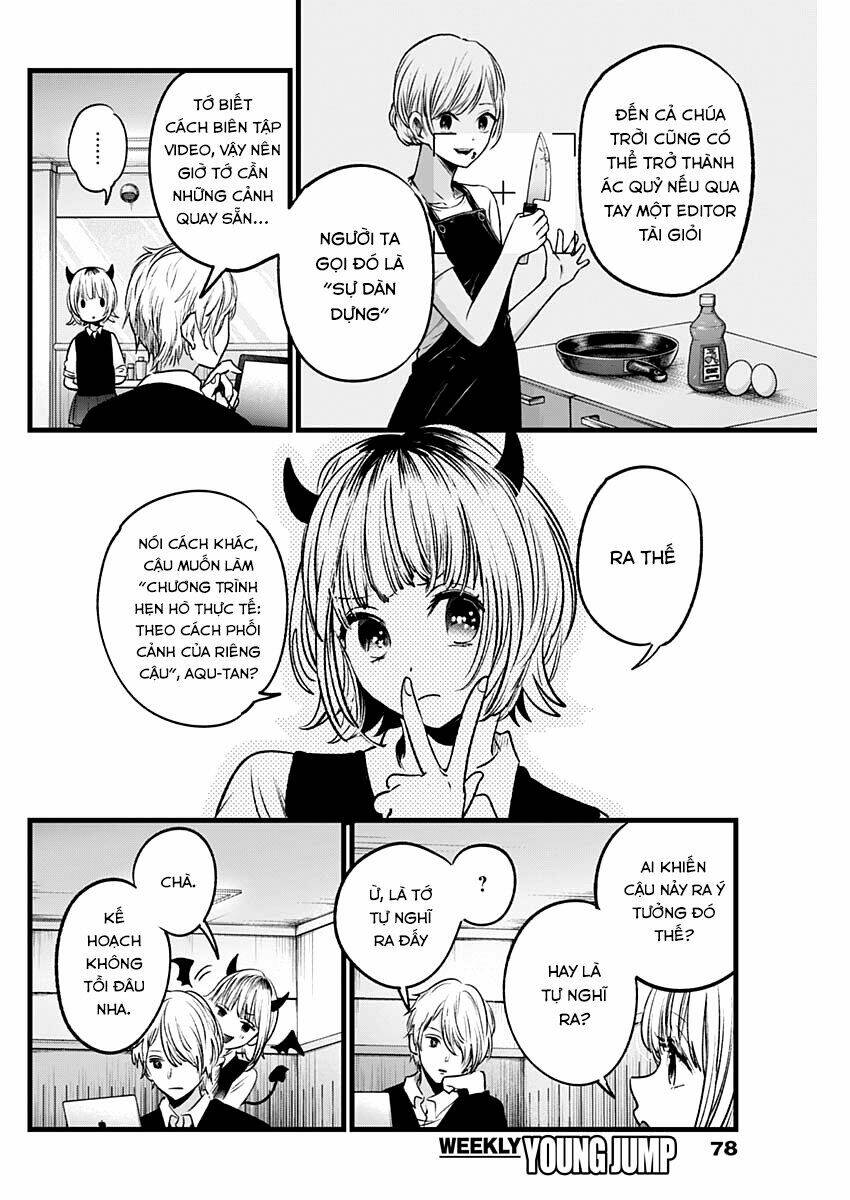 ĐẾN CẢ CHÚA
TRỜI CŨNG CÓ
THỂ TRỞ THÀNH
ÁC QUỶ NẾU QUA
TAY MỘT EDITOR
TÀI GIỎI
NGƯỜI TA
GỌI ĐÓ LÀ
"SỰ DÀN
DỰNG"
TỚ BIẾT
CÁCH BIÊN TẬP
VIDEO, VẬY NÊN
GIỜ TỚ CẦN
NHỮNG CẢNH
QUAY SẴN...
......
RA THẾ
NÓI CÁCH KHÁC,
CẬU MUỐN LÀM
"CHƯƠNG TRÌNH
HẸN HÒ THỰC TẾ:
THEO CÁCH PHỐI
CẢNH CỦA RIÊNG
CẬU", AQU-TAN?
AI KHIẾN
CẬU NẢY RA Ý
TƯỞNG ĐÓ
THẾ?
HAY LÀ
TỰ NGHĨ
RA?
?
Ừ, LÀ TỚ
TỰ NGHĨ
RA ĐẤY
CHÀ.
KẾ
HOẠCH
KHÔNG
TỒI ĐÂU
NHA.
WEEKLY YOUNG JUMP 78